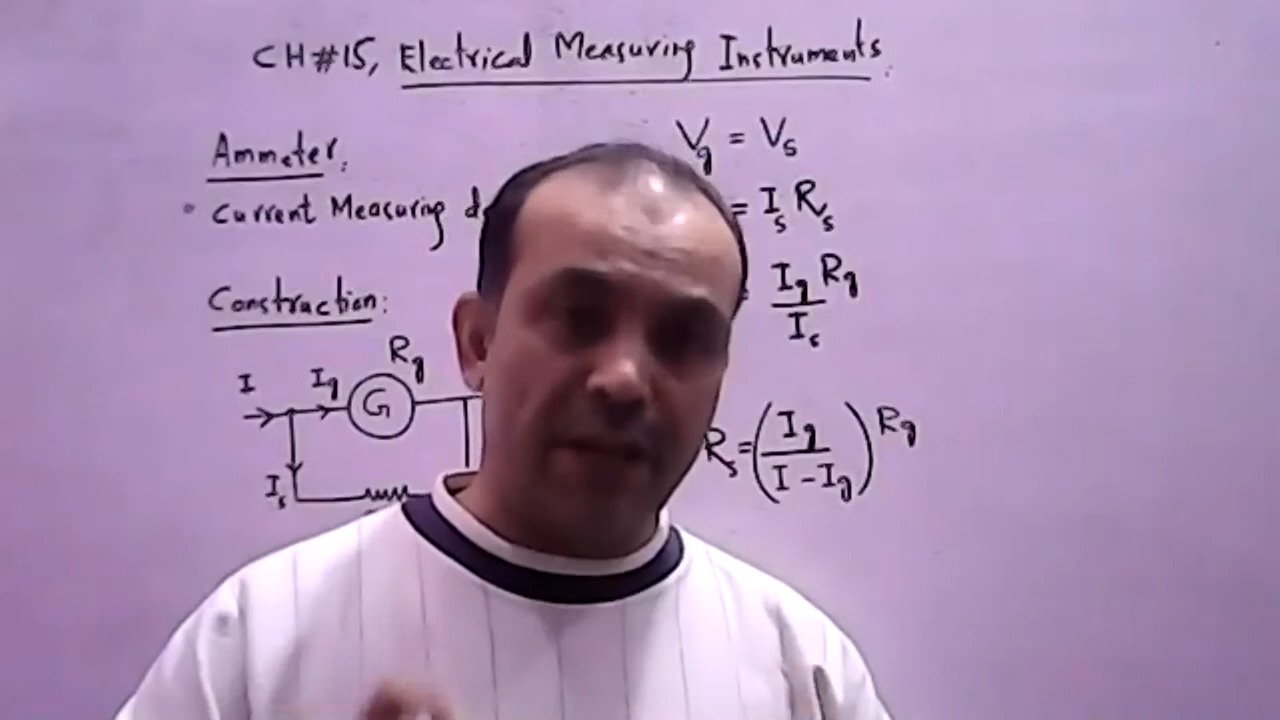 CH#15, Electrical Measuring Instruments.
Ammeter:
Current Measuring
Construction:
I
Ig
Rg
G
Is
Vg = Vs
= Is Rs
Ig Rg
Is
Rs = (Ig / I - Ig) Rg